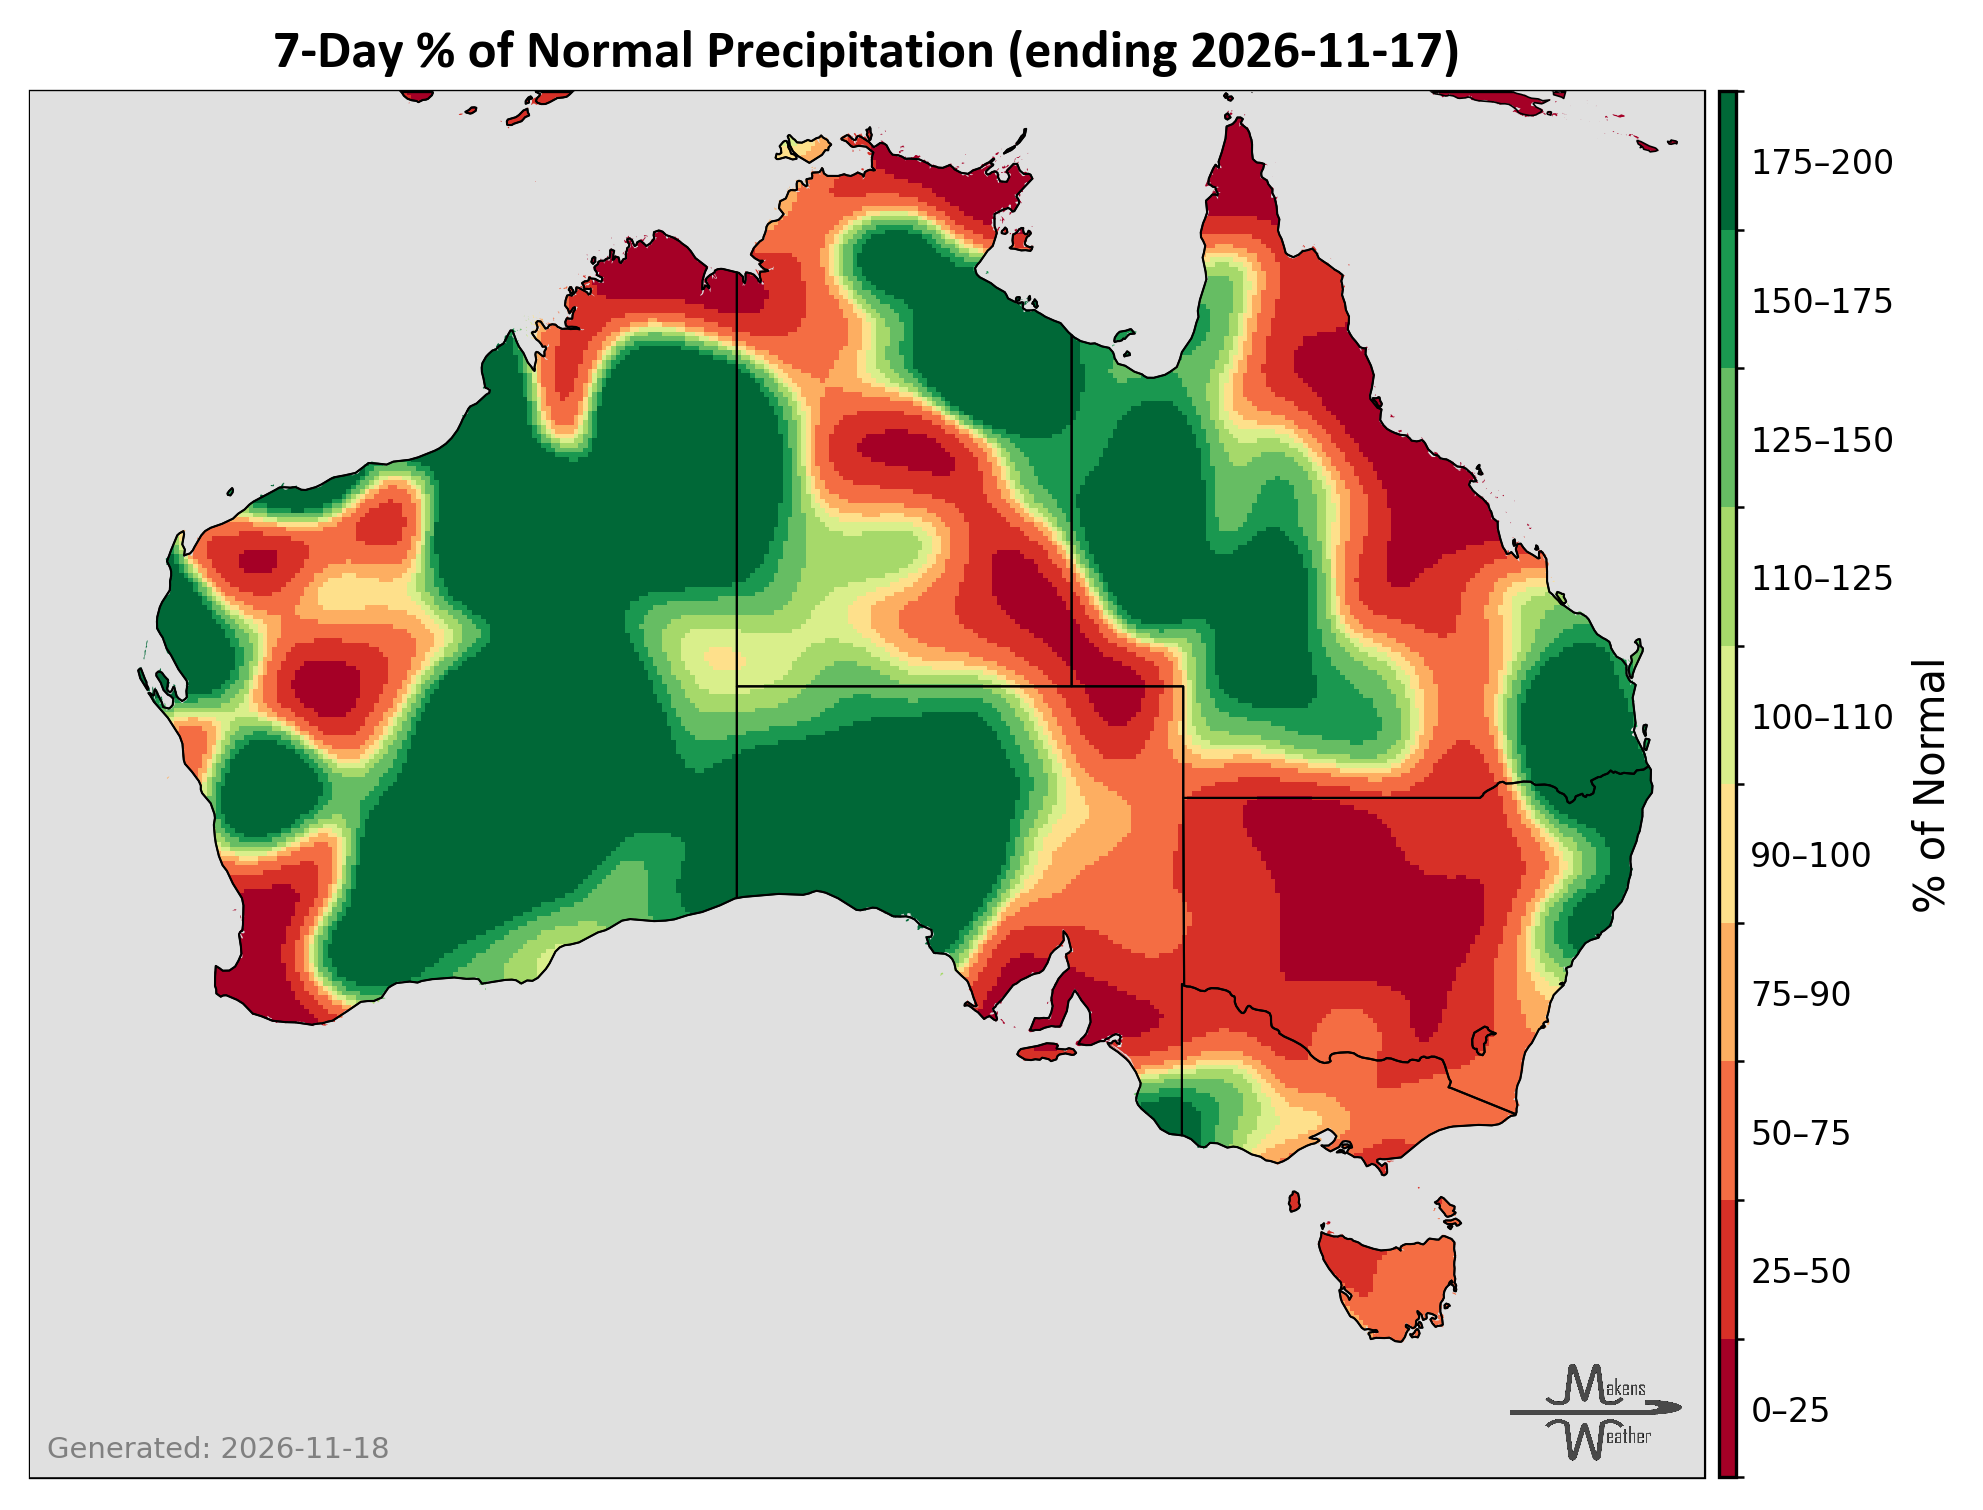 7-Day % of Normal Precipitation (ending 2026-11-17)
175–200
150–175
125–150
110–125
100–110
90–100
75–90
50–75
25–50
0–25
% of Normal
Makens
Weather
Generated: 2026-11-18